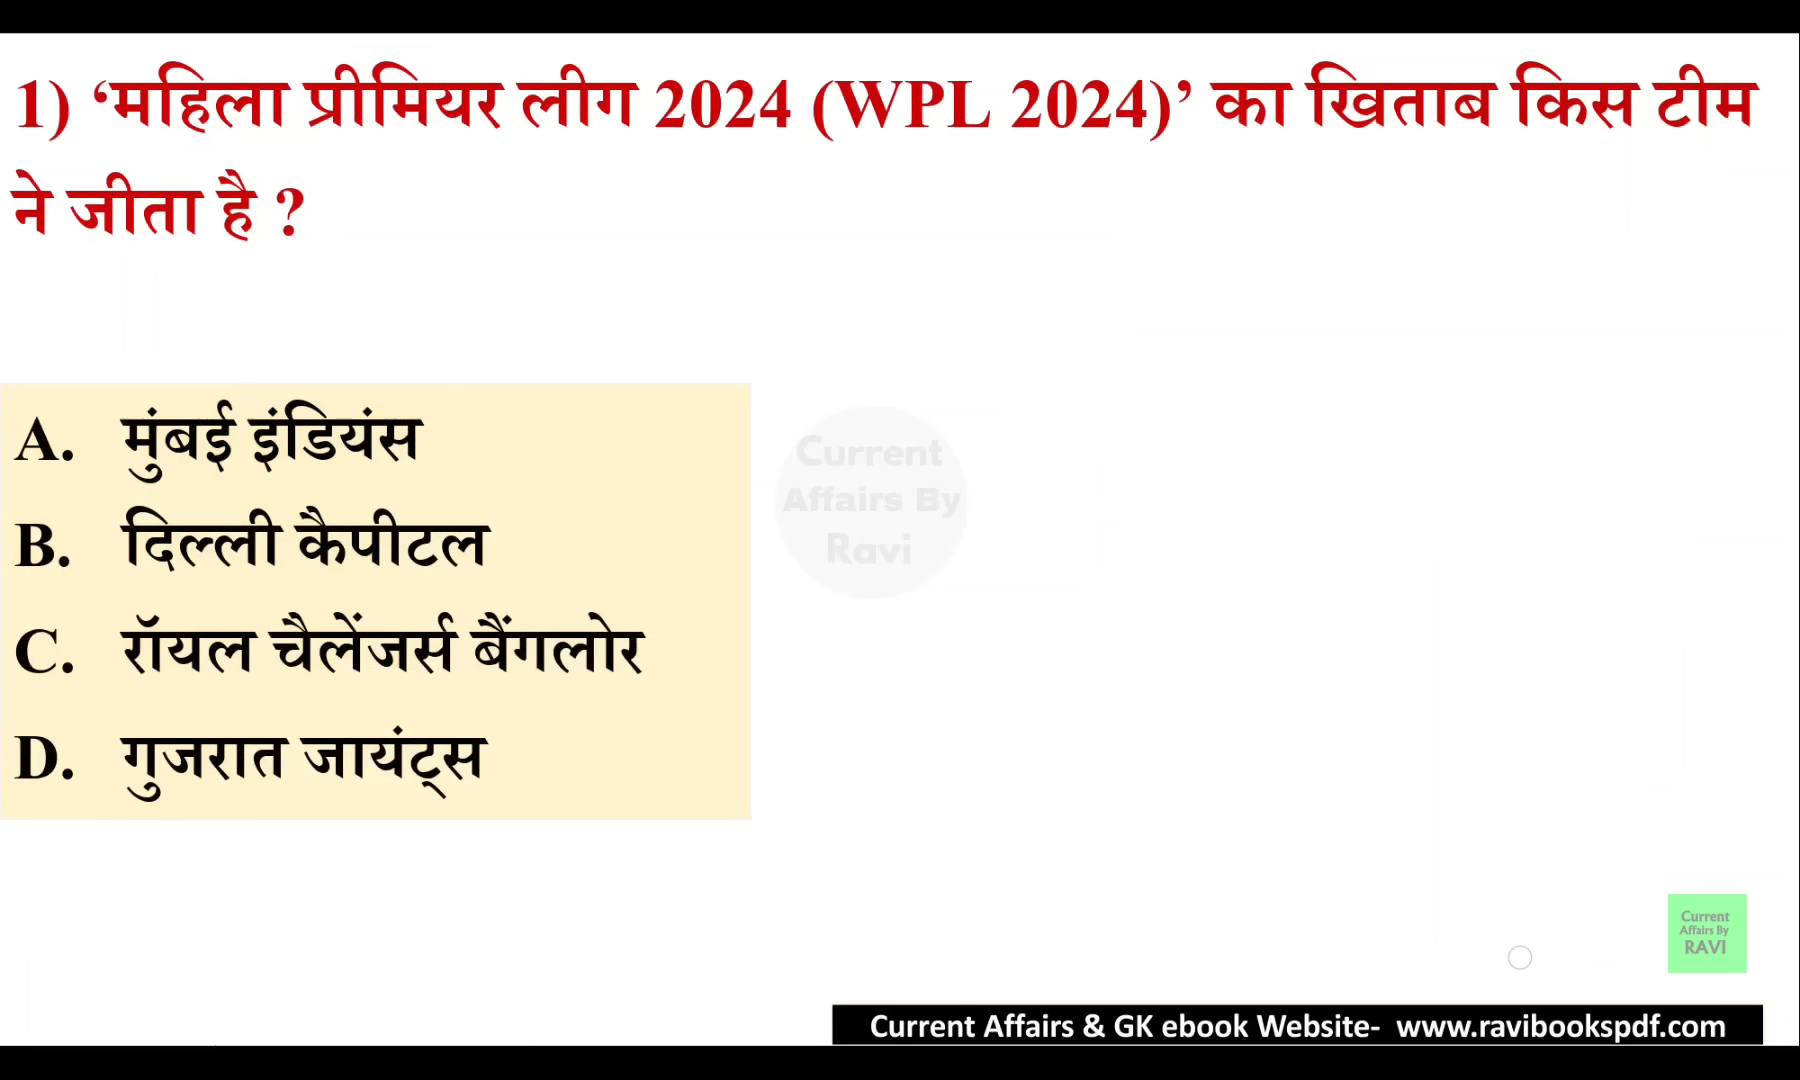 1) ‘महिला प्रीमियर लीग 2024 (WPL 2024)’ का खिताब किस टीम
ने जीता है ?
A. मुंबई इंडियंस
B. दिल्ली कैपीटल
C. रॉयल चैलेंजर्स बैंगलोर
D. गुजरात जायंट्स
Current
Affairs By
Ravi
Current
Affairs By
RAVI
Current Affairs & GK ebook Website- www.ravibookspdf.com